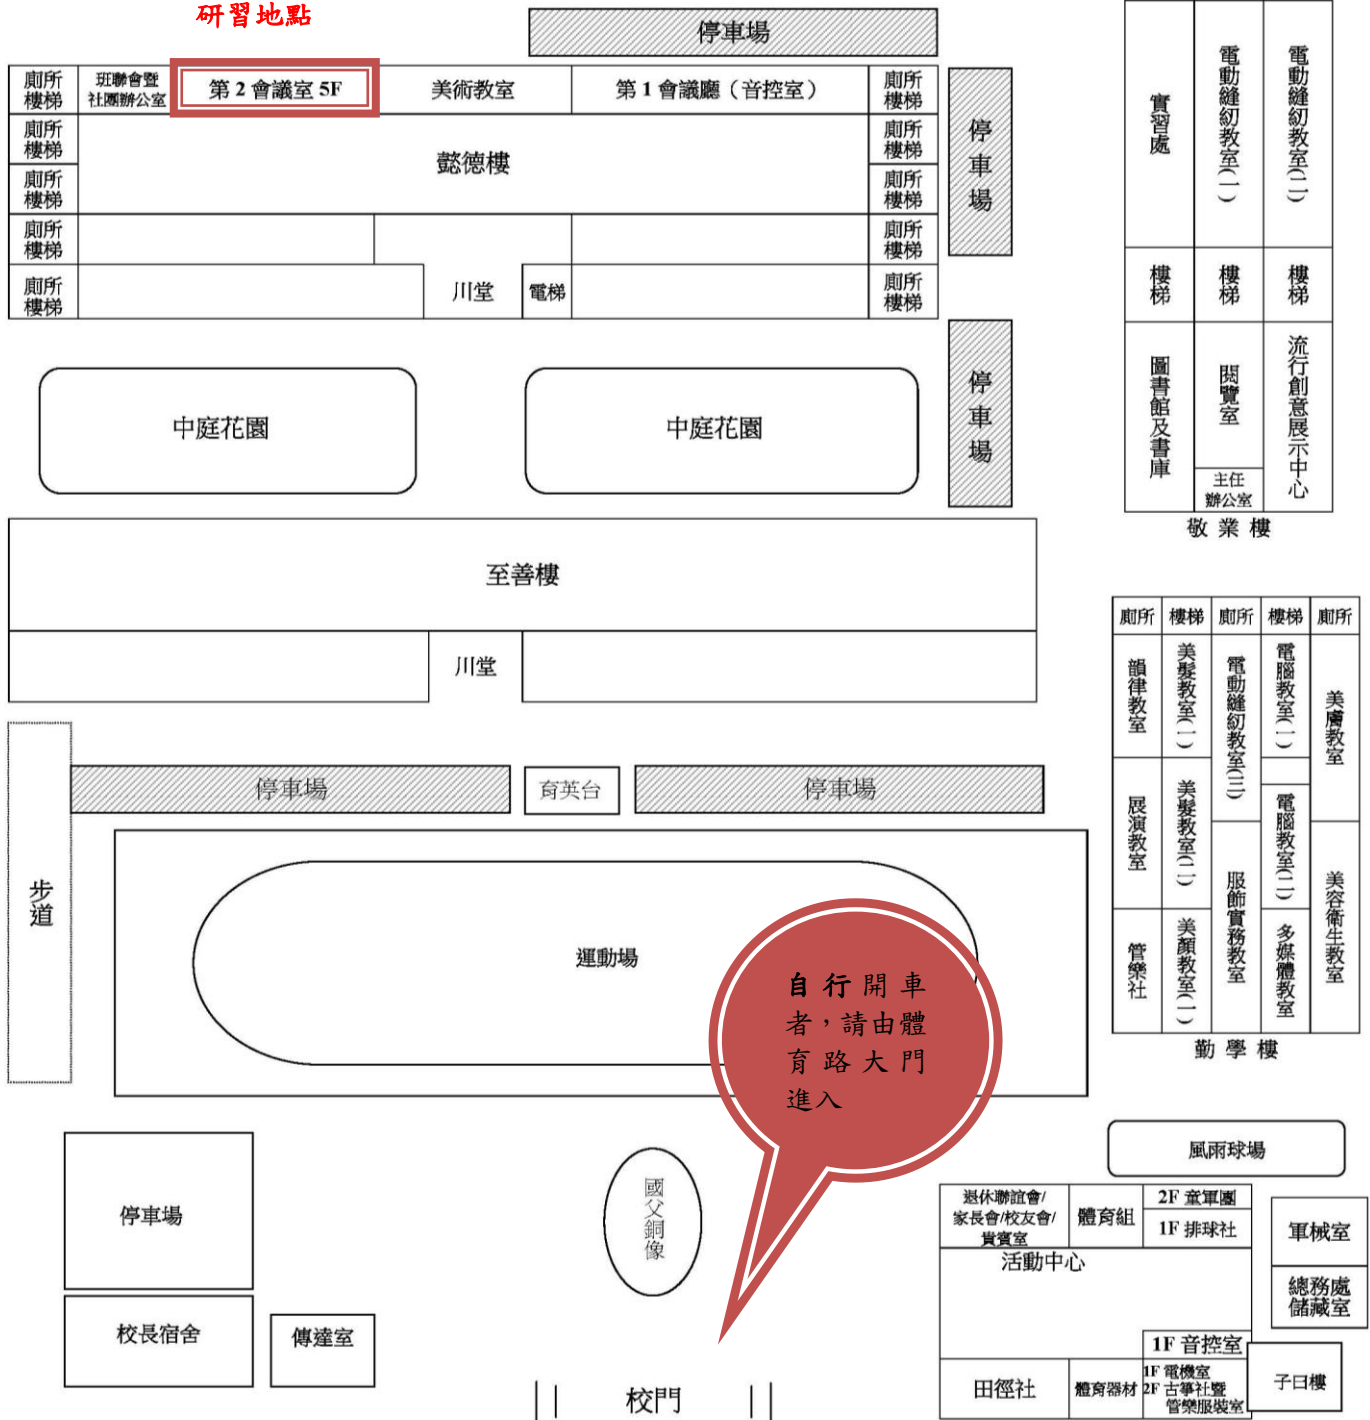 研習地點
停車場
廁所
樓梯
班聯會暨
社團辦公室
第 2 會議室 5F
美術教室
第 1 會議廳（音控室）
廁所
樓梯
廁所
樓梯
廁所
樓梯
懿德樓
廁所
樓梯
廁所
樓梯
廁所
樓梯
廁所
樓梯
廁所
樓梯
川堂
電梯
廁所
樓梯
停車場
停車場
實習處
電動縫紉教室(一)
電動縫紉教室(二)
樓梯
樓梯
樓梯
圖書館及書庫
閱覽室
主任
辦公室
流行創意展示中心
敬業樓
中庭花園
中庭花園
至善樓
川堂
廁所
樓梯
廁所
樓梯
廁所
韻律教室
美髮教室(一)
電動縫紉教室(三)
電腦教室(一)
美膚教室
展演教室
美髮教室(二)
電腦教室(二)
管樂社
美顏教室(一)
服飾實務教室
多媒體教室
美容衛生教室
勤學樓
步道
停車場
育英台
停車場
運動場
自行開車
者，請由體
育路大門
進入
風雨球場
停車場
國父銅像
退休聯誼會/
家長會/校友會/
貴賓室
體育組
2F 童軍團
1F 排球社
活動中心
軍械室
總務處
儲藏室
校長宿舍
傳達室
1F 音控室
田徑社
體育器材
1F 電機室
2F 古箏社暨
管樂服裝室
子曰樓
校門